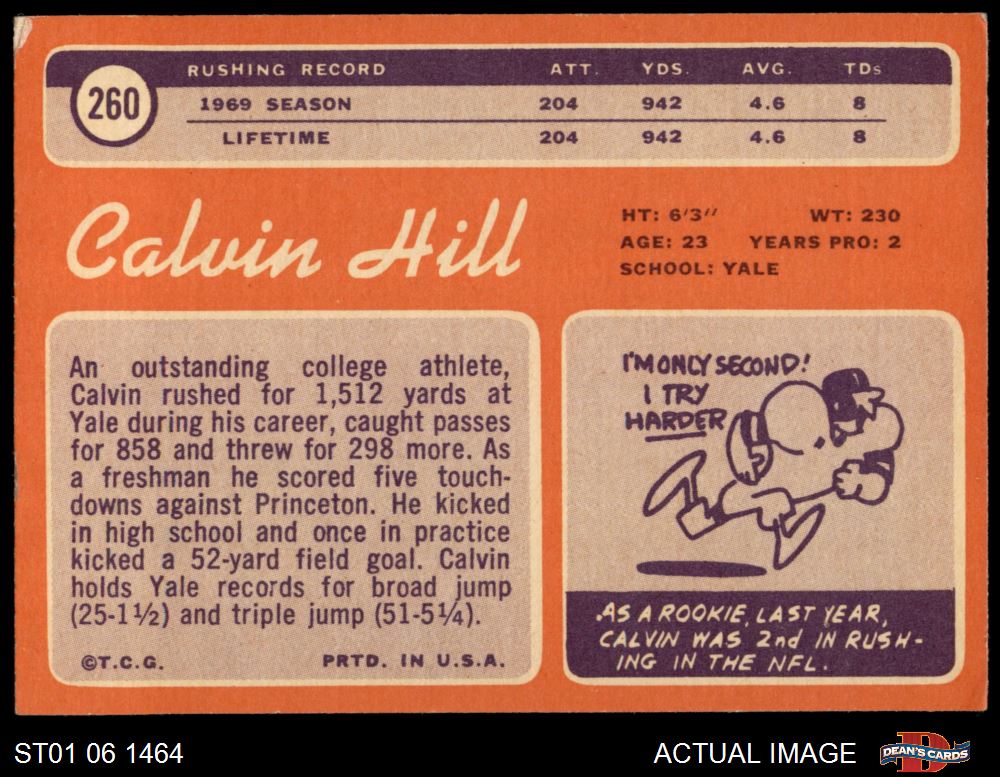 RUSHING RECORD ATT. YDS. AVG. TDs
260
1969 SEASON 204 942 4.6 8
LIFETIME 204 942 4.6 8
Calvin Hill
HT: 6'3" WT: 230
AGE: 23 YEARS PRO: 2
SCHOOL: YALE
An outstanding college athlete,
Calvin rushed for 1,512 yards at
Yale during his career, caught passes
for 858 and threw for 298 more. As
a freshman he scored five touch-
downs against Princeton. He kicked
in high school and once in practice
kicked a 52-yard field goal. Calvin
holds Yale records for broad jump
(25-1½) and triple jump (51-5¼).
©T.C.G. PRTD. IN U.S.A.
I'M ONLY SECOND!
I TRY
HARDER
AS A ROOKIE, LAST YEAR,
CALVIN WAS 2nd IN RUSH-
ING IN THE NFL.
ST01 06 1464
ACTUAL IMAGE
D
DEAN'S CARDS